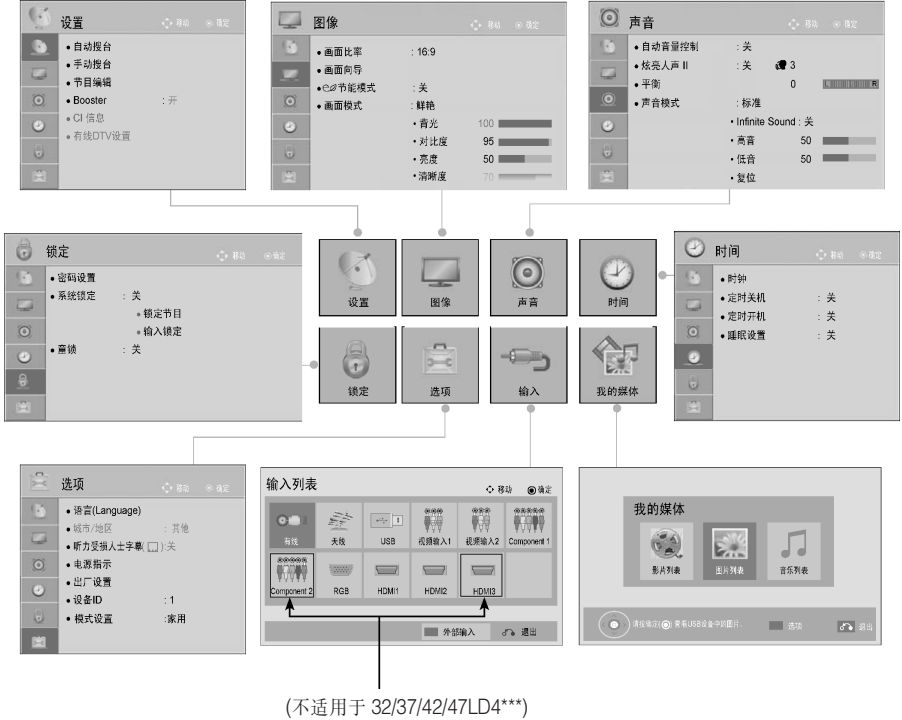 设置
移动 确定
• 自动搜台
• 手动搜台
• 节目编辑
• Booster : 开
• CI 信息
• 有线DTV设置
图像
移动 确定
• 画面比率 : 16:9
• 画面向导
• 节能模式 : 关
• 画面模式 : 鲜艳
• 背光 100
• 对比度 95
• 亮度 50
• 清晰度 70
声音
移动 确定
• 自动音量控制 : 关
• 炫亮人声 II : 关 3
• 平衡 0 L R
• 声音模式 : 标准
• Infinite Sound : 关
• 高音 50
• 低音 50
• 复位
锁定
移动 确定
• 密码设置
• 系统锁定 : 关
• 锁定节目
• 输入锁定
• 童锁 : 关
设置
图像
声音
时间
锁定
选项
输入
我的媒体
时间
移动 确定
• 时钟
• 定时关机 : 关
• 定时开机 : 关
• 睡眠设置 : 关
选项
移动 确定
• 语言(Language)
• 城市/地区 : 其他
• 听力受损人士字幕( ):关
• 电源指示
• 出厂设置
• 设备ID : 1
• 模式设置 :家用
输入列表
移动 确定
有线
天线
USB
视频输入1
视频输入2
Component 1
Component 2
RGB
HDMI1
HDMI2
HDMI3
外部输入 退出
我的媒体
影片列表
图片列表
音乐列表
请按确定( ) 查看USB设备中的图片.
选项
退出
(不适用于 32/37/42/47LD4***)